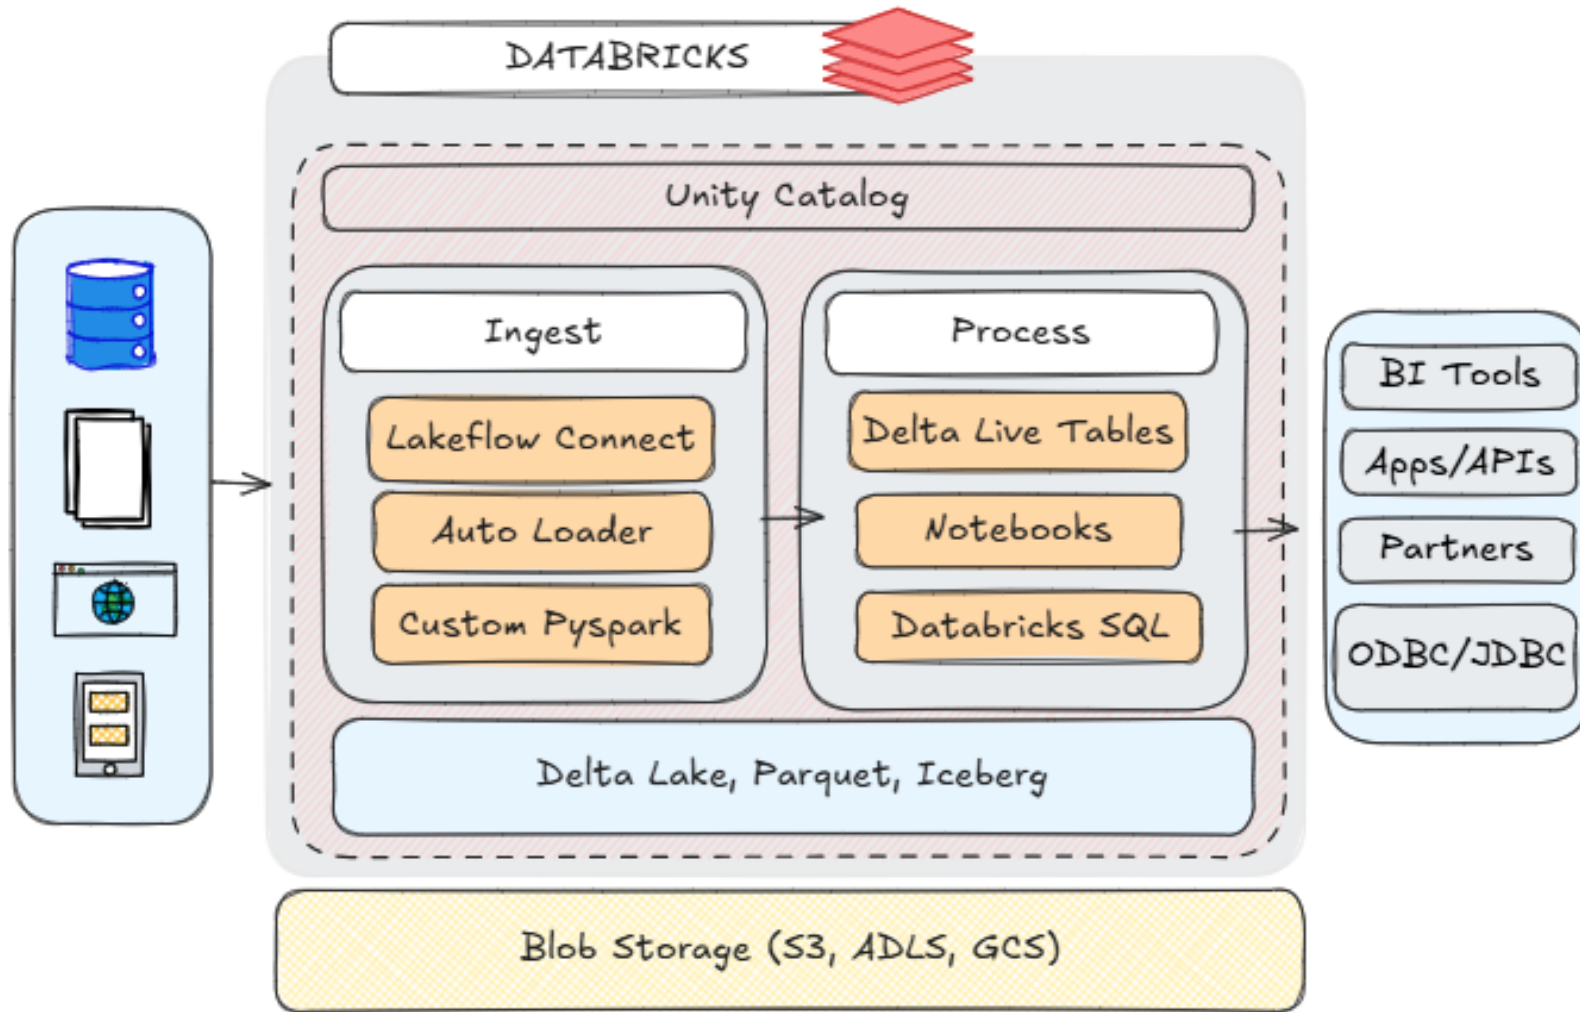 DATABRICKS
Unity Catalog
Ingest
Lakeflow Connect
Auto Loader
Custom Pyspark
Process
Delta Live Tables
Notebooks
Databricks SQL
Delta Lake, Parquet, Iceberg
BI Tools
Apps/APIs
Partners
ODBC/JDBC
Blob Storage (S3, ADLS, GCS)